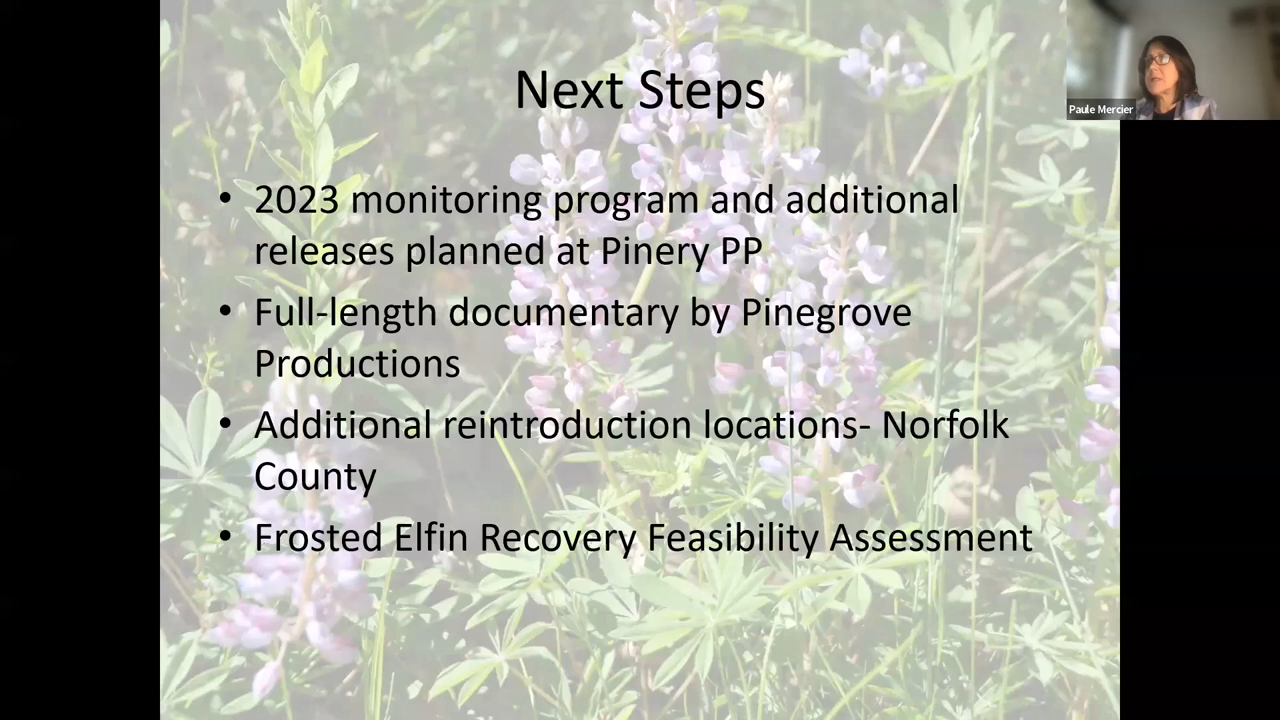 Next Steps
Paule Mercier
• 2023 monitoring program and additional
releases planned at Pinery PP
• Full-length documentary by Pinegrove
Productions
• Additional reintroduction locations- Norfolk
County
• Frosted Elfin Recovery Feasibility Assessment